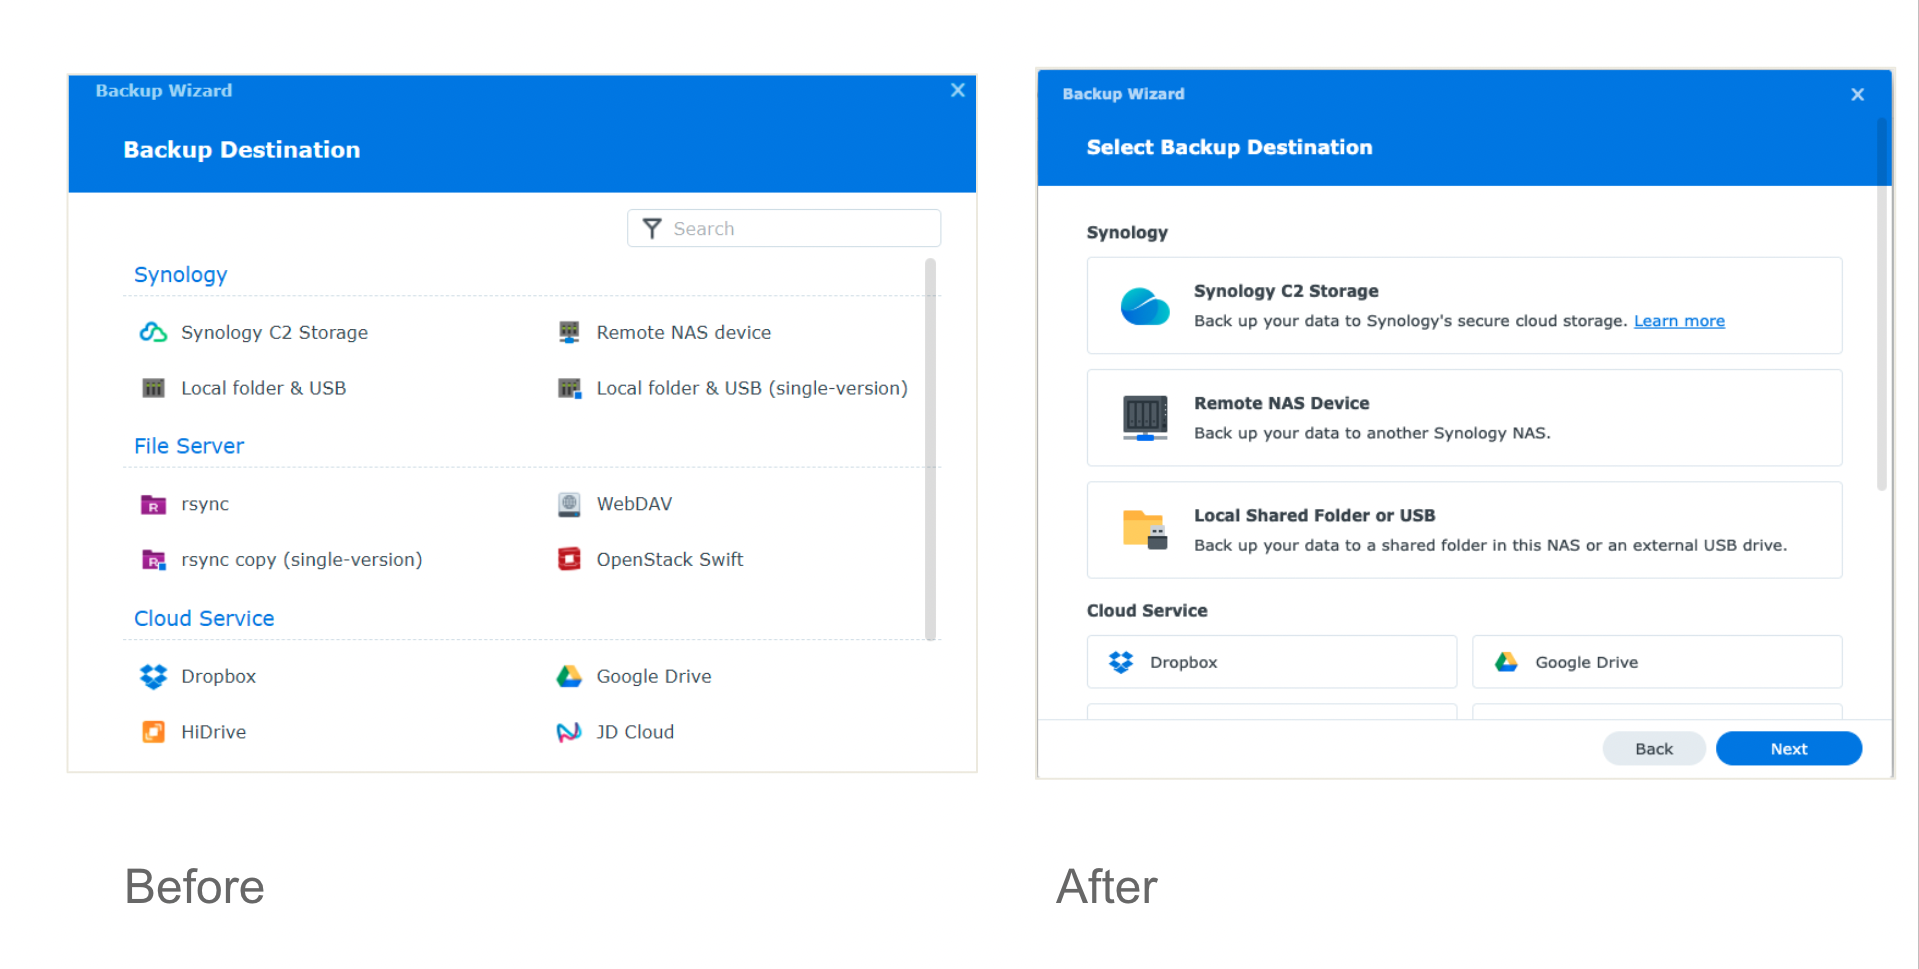 Backup Wizard
Backup Destination
Search
Synology
Synology C2 Storage
Remote NAS device
Local folder & USB
Local folder & USB (single-version)
File Server
R rsync
WebDAV
R rsync copy (single-version)
OpenStack Swift
Cloud Service
Dropbox
Google Drive
HiDrive
JD Cloud
Before
Backup Wizard
Select Backup Destination
Synology
Synology C2 Storage
Back up your data to Synology's secure cloud storage. Learn more
Remote NAS Device
Back up your data to another Synology NAS.
Local Shared Folder or USB
Back up your data to a shared folder in this NAS or an external USB drive.
Cloud Service
Dropbox
Google Drive
Back
Next
After